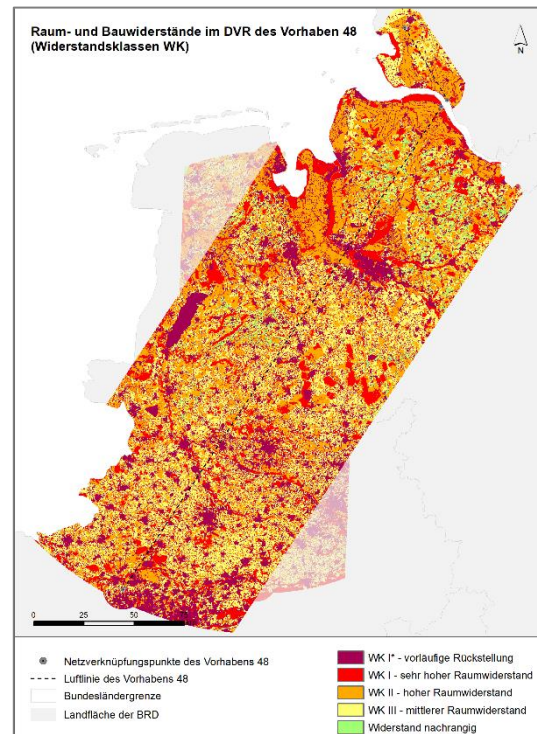 Raum- und Bauwiderstände im DVR des Vorhaben 48
(Widerstandsklassen WK)
N
0 25 50
Netzverknüpfungspunkte des Vorhabens 48
Luftlinie des Vorhabens 48
Bundesländergrenze
Landfläche der BRD
WK I* - vorläufige Rückstellung
WK I - sehr hoher Raumwiderstand
WK II - hoher Raumwiderstand
WK III - mittlerer Raumwiderstand
Widerstand nachrangig